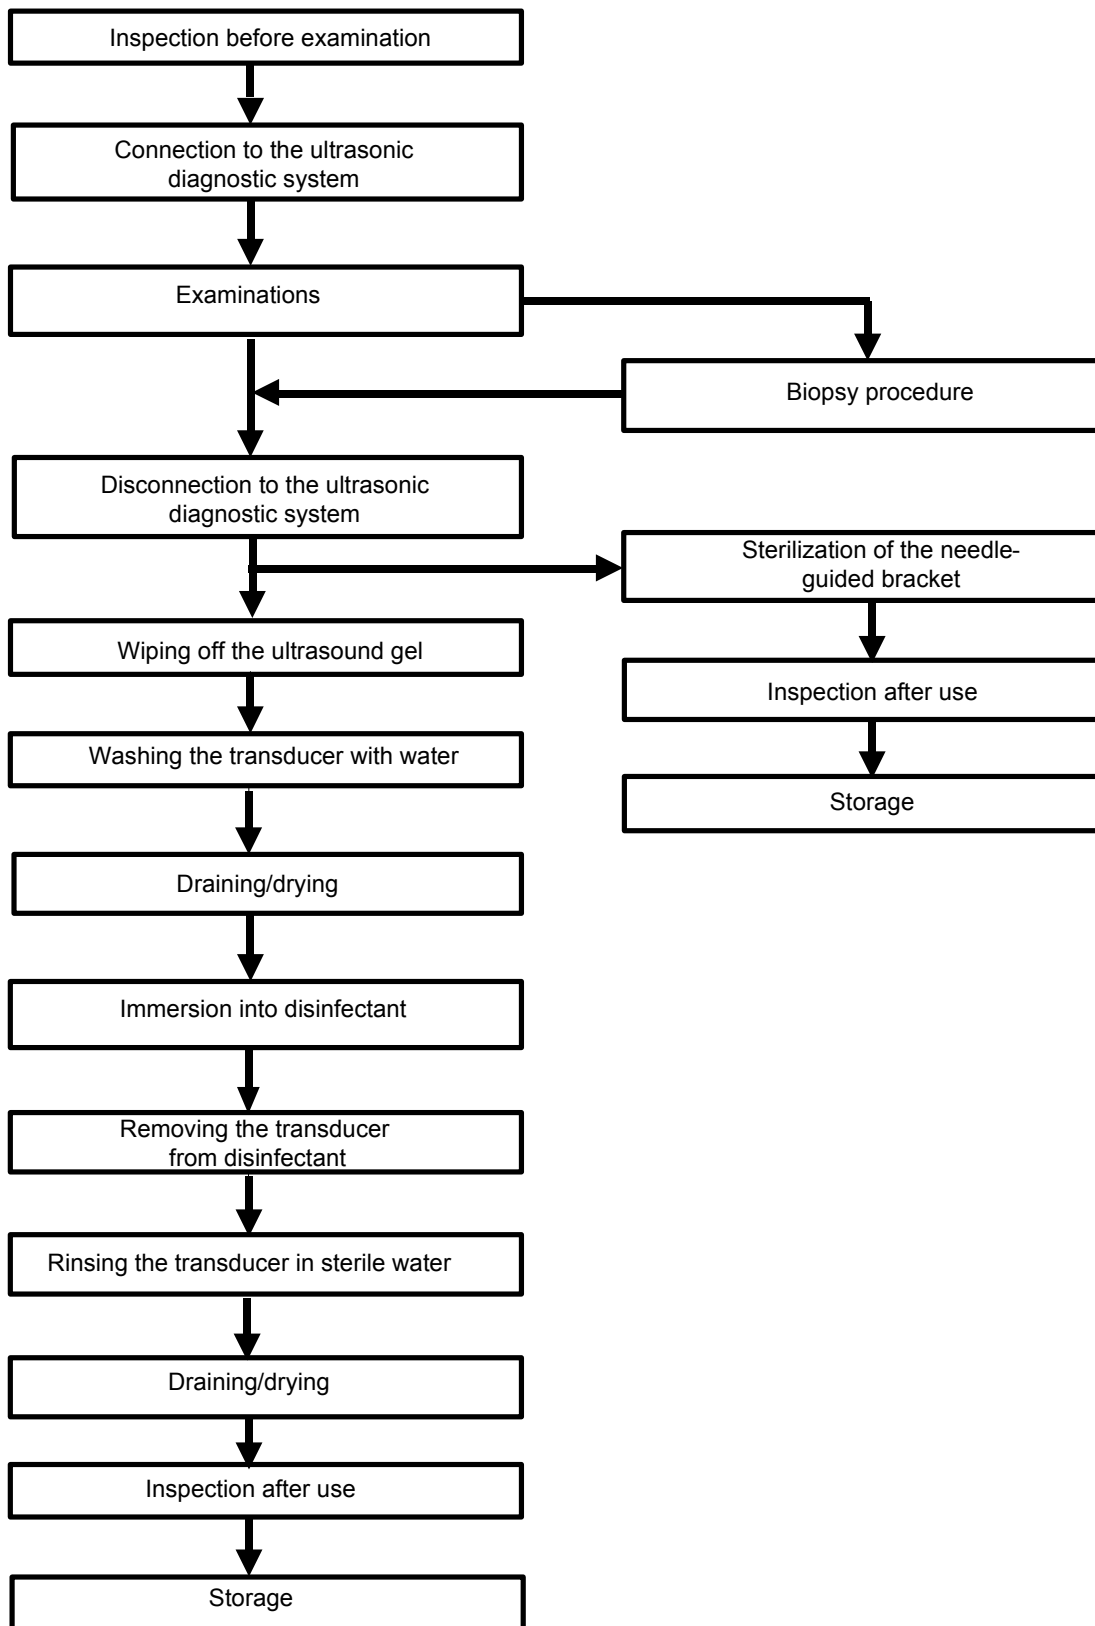 Inspection before examination
Connection to the ultrasonic
diagnostic system
Examinations
Biopsy procedure
Disconnection to the ultrasonic
diagnostic system
Sterilization of the needle-
guided bracket
Wiping off the ultrasound gel
Inspection after use
Washing the transducer with water
Storage
Draining/drying
Immersion into disinfectant
Removing the transducer
from disinfectant
Rinsing the transducer in sterile water
Draining/drying
Inspection after use
Storage